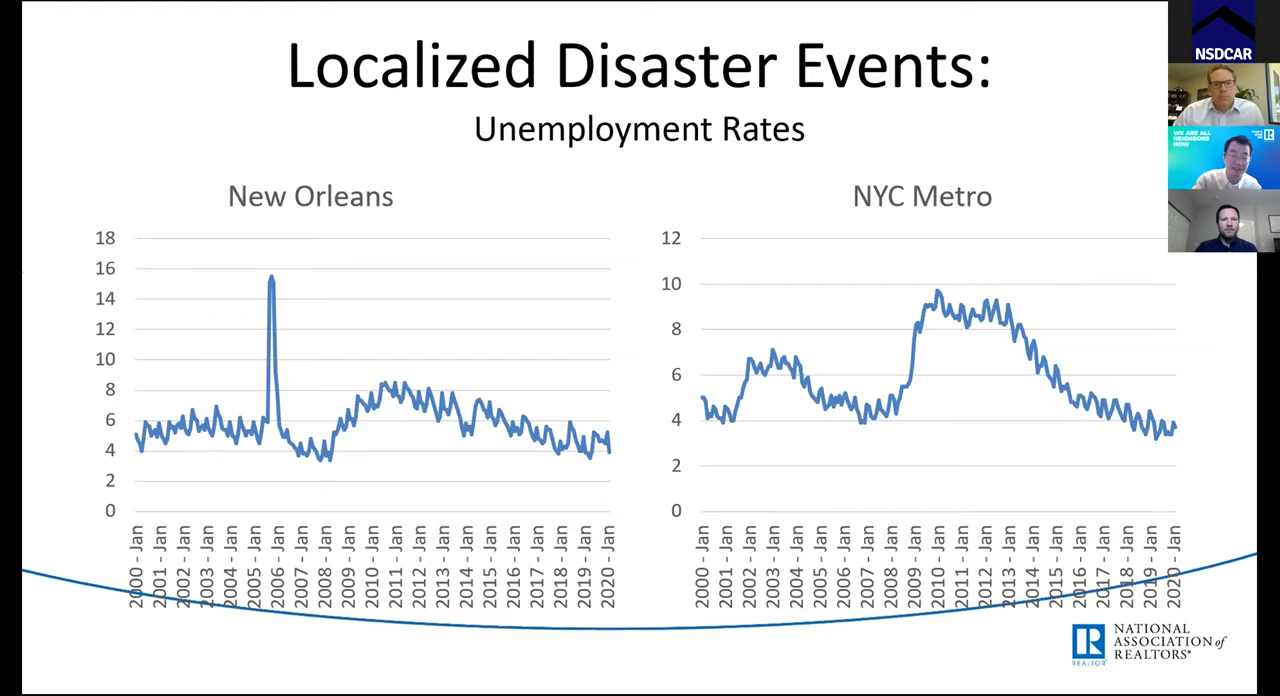 Localized Disaster Events:
Unemployment Rates
New Orleans
18
16
14
12
10
8
6
4
2
0
2000 - Jan
2001 - Jan
2002 - Jan
2003 - Jan
2004 - Jan
2005 - Jan
2006 - Jan
2007 - Jan
2008 - Jan
2009 - Jan
2010 - Jan
2011 - Jan
2012 - Jan
2013 - Jan
2014 - Jan
2015 - Jan
2016 - Jan
2017 - Jan
2018 - Jan
2019 - Jan
2020 - Jan
NYC Metro
12
10
8
6
4
2
0
2000 - Jan
2001 - Jan
2002 - Jan
2003 - Jan
2004 - Jan
2005 - Jan
2006 - Jan
2007 - Jan
2008 - Jan
2009 - Jan
2010 - Jan
2011 - Jan
2012 - Jan
2013 - Jan
2014 - Jan
2015 - Jan
2016 - Jan
2017 - Jan
2018 - Jan
2019 - Jan
2020 - Jan
NSDCAR
WE ARE ALL
NEIGHBORS
NOW
R
REALTOR®
NATIONAL
ASSOCIATION of
REALTORS®